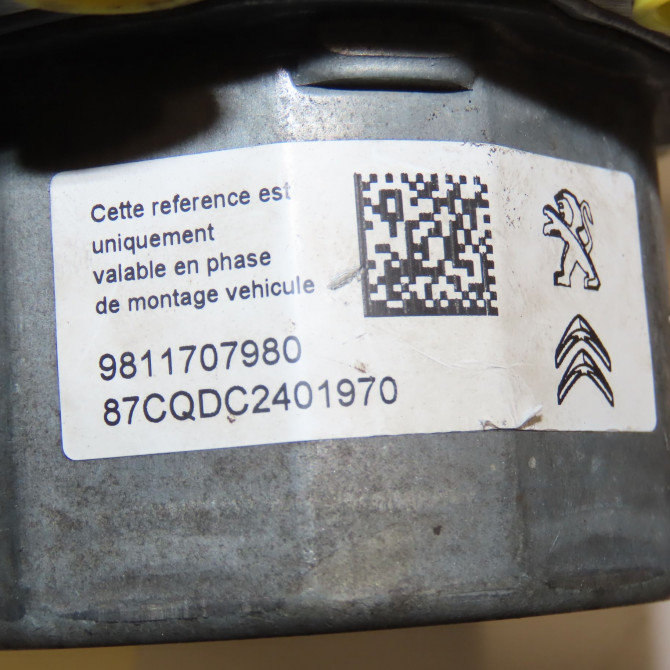 Cette reference est
uniquement
valable en phase
de montage vehicule
9811707980
87CQDC2401970